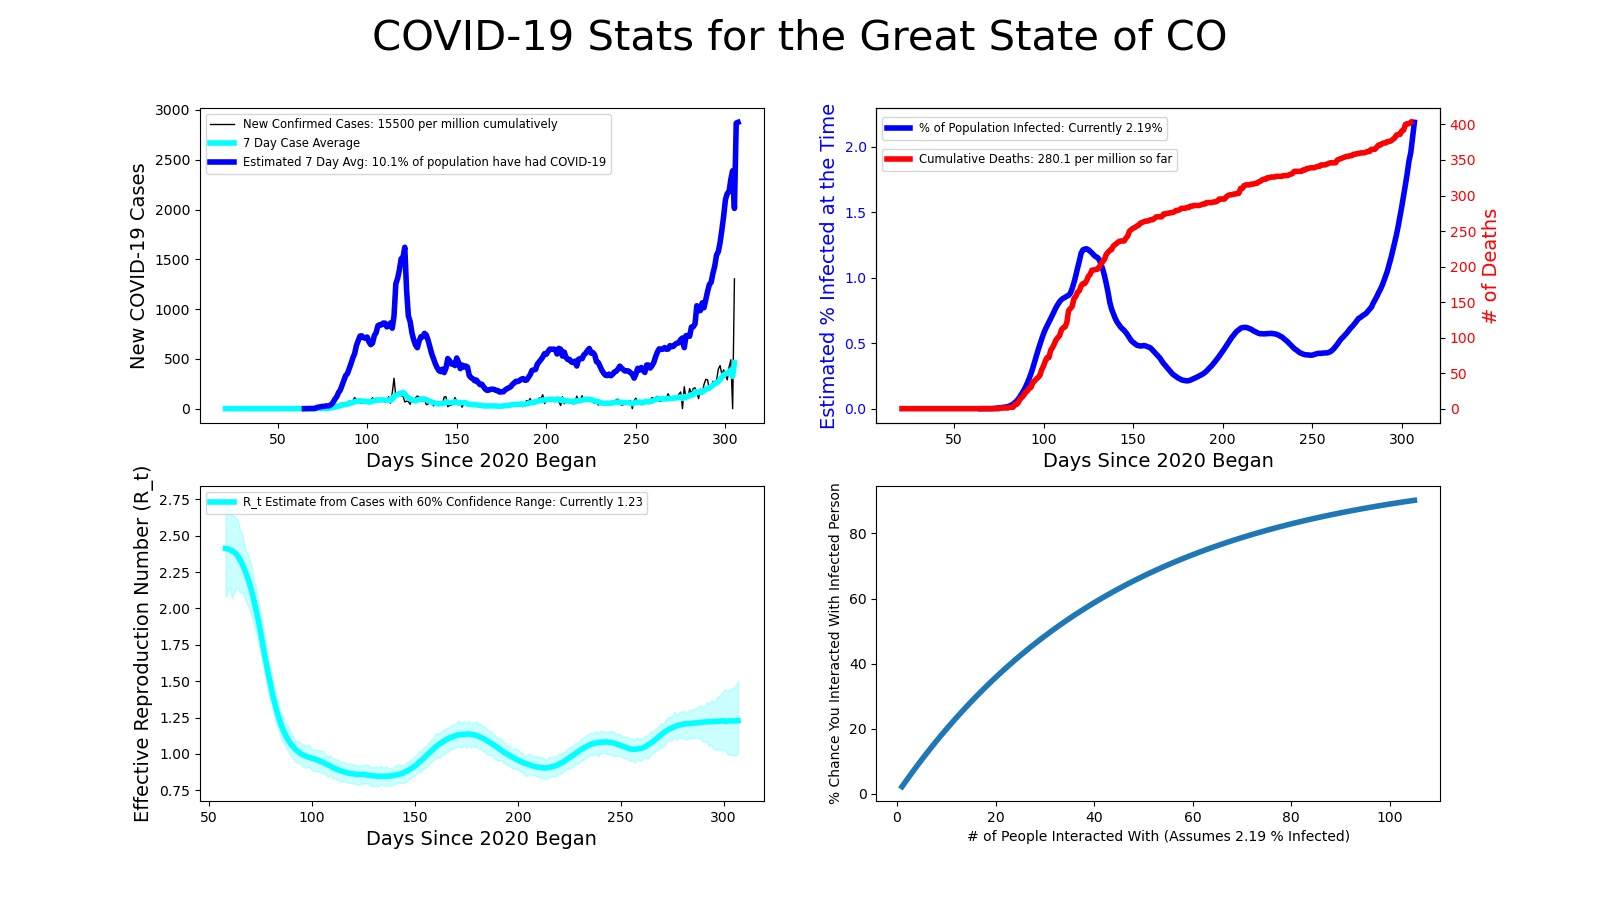 COVID-19 Stats for the Great State of CO
New COVID-19 Cases
3000
2500
2000
1500
1000
500
0
New Confirmed Cases: 15500 per million cumulatively
7 Day Case Average
Estimated 7 Day Avg: 10.1% of population have had COVID-19
50 100 150 200 250 300
Days Since 2020 Began
Estimated % Infected at the Time
2.0
1.5
1.0
0.5
0.0
% of Population Infected: Currently 2.19%
Cumulative Deaths: 280.1 per million so far
400
350
300
250
200
150
100
50
0
# of Deaths
50 100 150 200 250 300
Days Since 2020 Began
Effective Reproduction Number (R_t)
2.75
2.50
2.25
2.00
1.75
1.50
1.25
1.00
0.75
R_t Estimate from Cases with 60% Confidence Range: Currently 1.23
50 100 150 200 250 300
Days Since 2020 Began
% Chance You Interacted With Infected Person
80
60
40
20
0
0 20 40 60 80 100
# of People Interacted With (Assumes 2.19 % Infected)